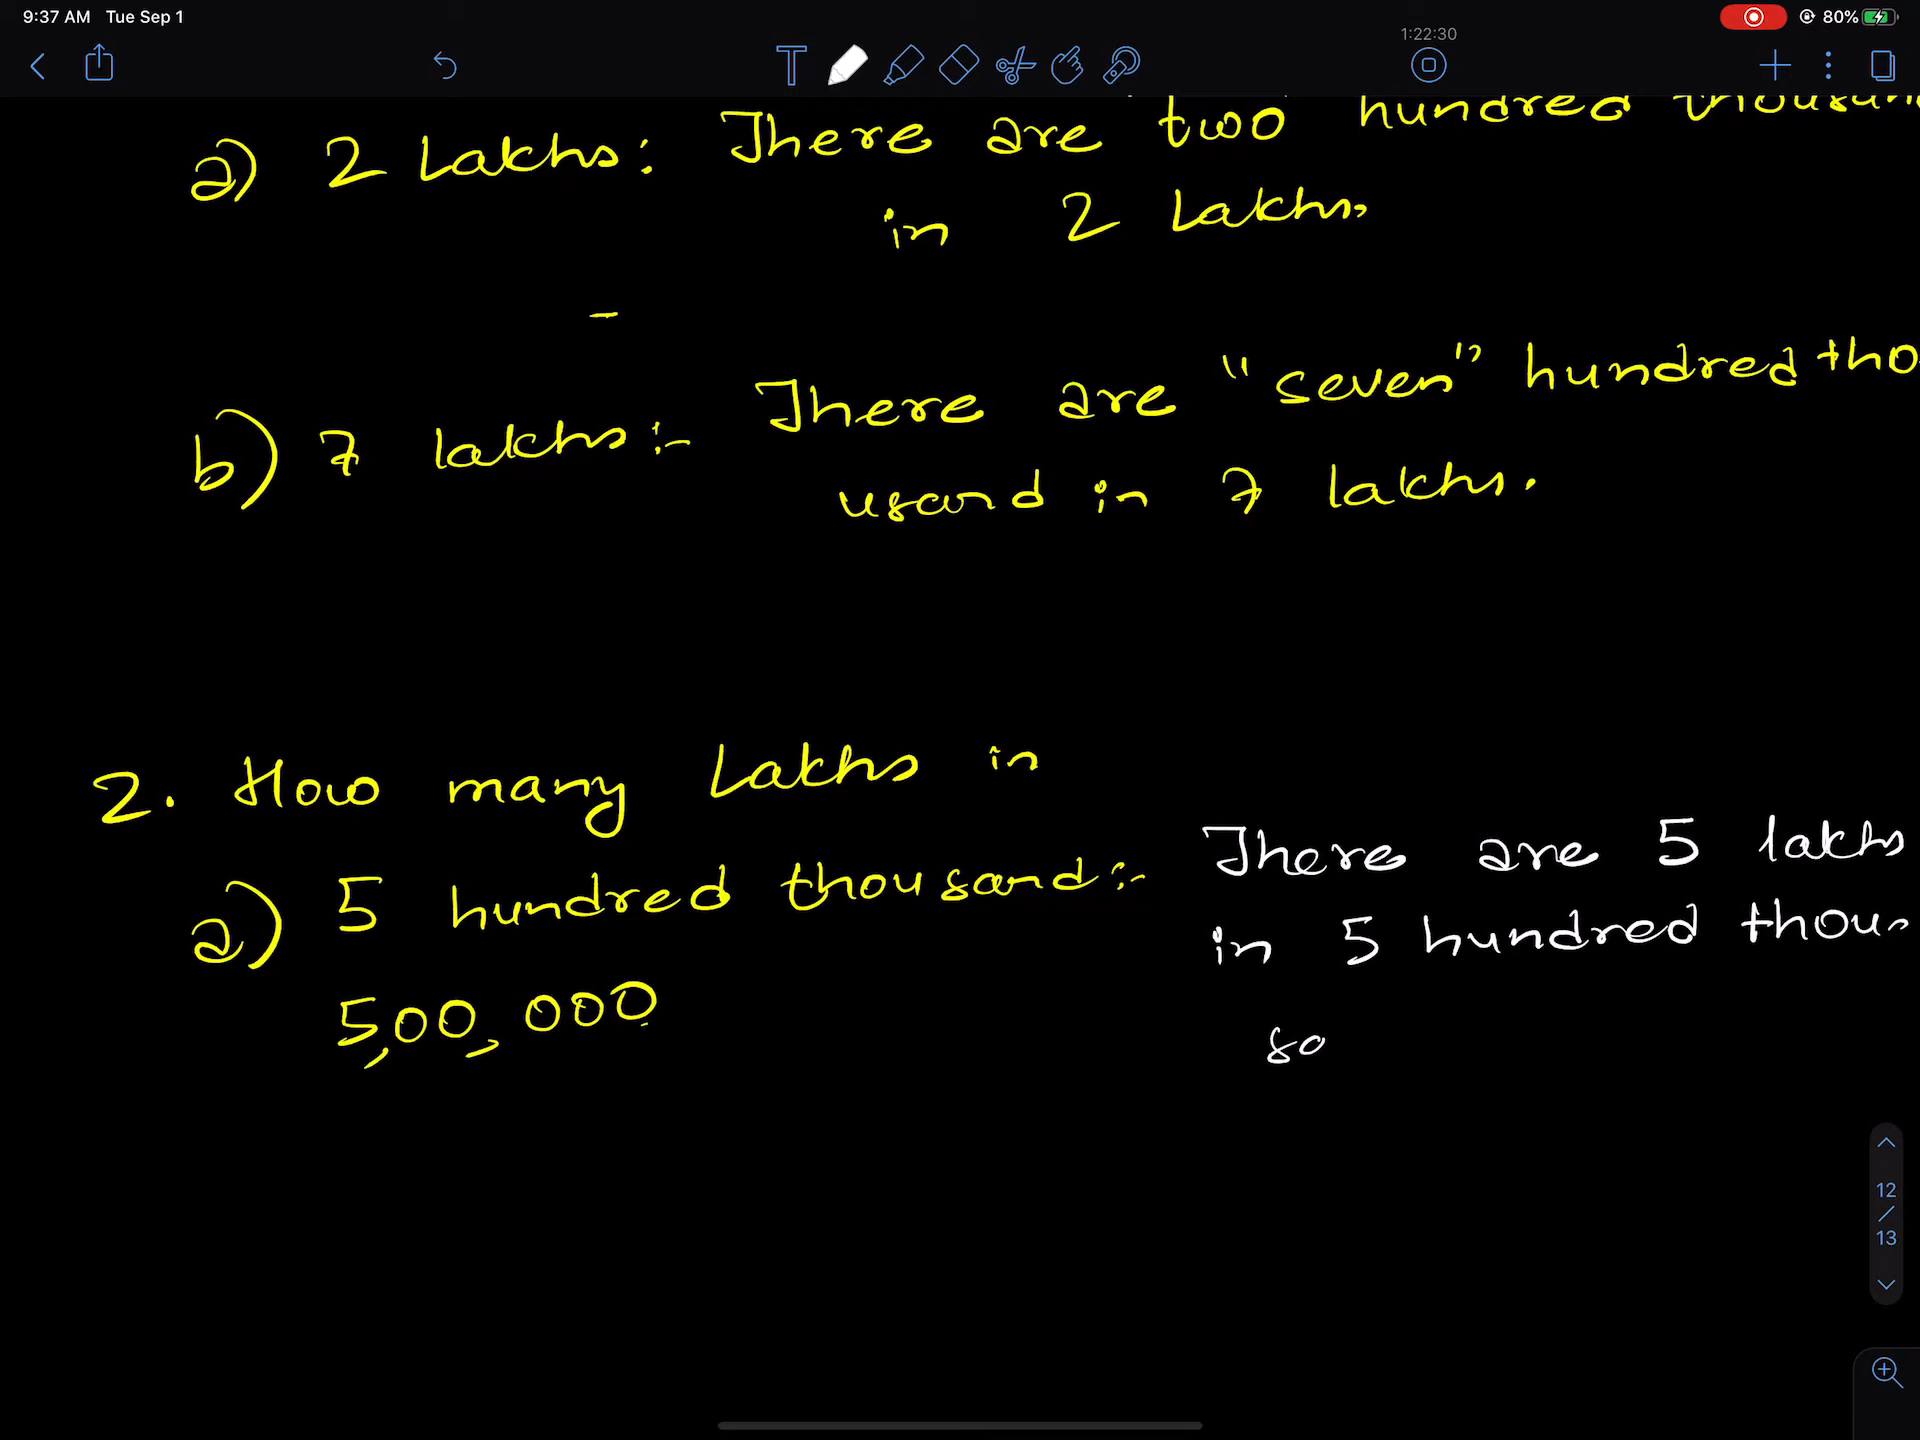 9:37 AM Tue Sep 1
80%
1:22:30
T
a) 2 Lakhs: There are two hundred thousan
in 2 Lakhs.
b) 7 lakhs:- There are "seven" hundred tho
usand in 7 lakhs.
2. How many Lakhs in
a) 5 hundred thousand:- There are 5 lakhs
in 5 hundred thous
5,00,000
so
12
/
13